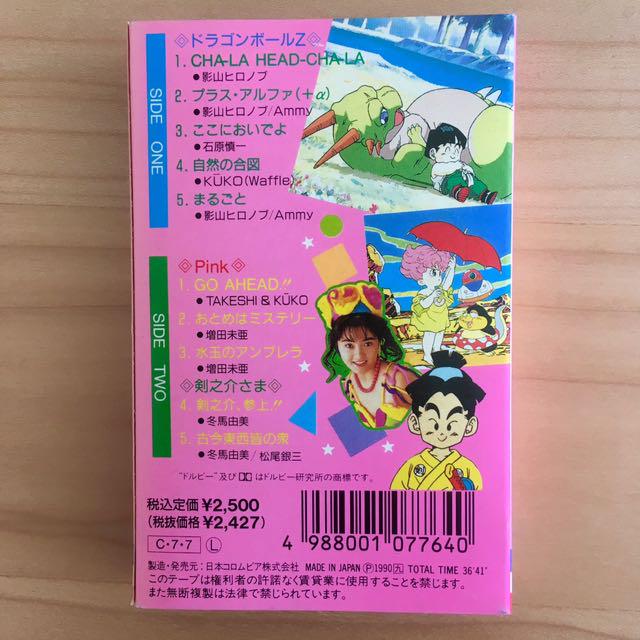 SIDE ONE
◇ドラゴンボールZ◇
1. CHA-LA HEAD-CHA-LA
●影山ヒロノブ
2. プラス・アルファ(+α)
●影山ヒロノブ/Ammy
3. ここにおいでよ
●石原慎一
4. 自然の合図
●KŪKO(Waffle)
5. まるごと
●影山ヒロノブ/Ammy
SIDE TWO
◇Pink◇
1. GO AHEAD!!
●TAKESHI & KŪKO
2. おとめはミステリー
●増田未亜
3. 水玉のアンブレラ
●増田未亜
◇剣之介さま◇
4. 剣之介、参上!!
●冬馬由美
5. 古今東西皆の衆
●冬馬由美/松尾銀三
"ドルビー"及び はドルビー研究所の商標です。
税込定価 ¥2,500
(税抜価格 ¥2,427)
C・7・7 L
4 988001 077640
製造・発売元:日本コロムビア株式会社 MADE IN JAPAN Ⓟ1990 九 TOTAL TIME 36'41"
このテープは権利者の許諾なく賃貸業に使用することを禁じます。
また無断複製は法律で禁じられています。